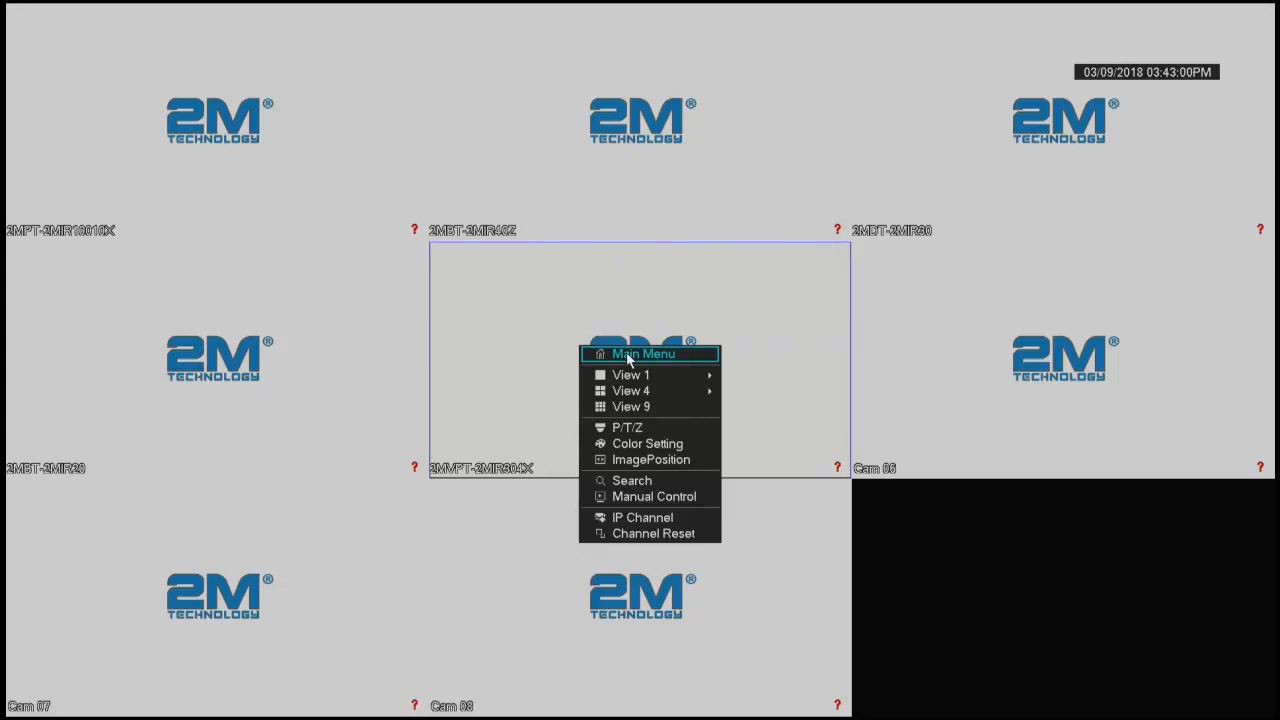 03/09/2018 03:43:00PM
2M®
TECHNOLOGY
2M®
TECHNOLOGY
2M®
TECHNOLOGY
2MPT-2MIR10010X
?
2MBT-2MIR40Z
?
2MDT-2MIR30
?
2M®
TECHNOLOGY
2M®
2M®
TECHNOLOGY
Main Menu
View 1
View 4
View 9
P/T/Z
Color Setting
ImagePosition
Search
Manual Control
IP Channel
Channel Reset
2MBT-2MIR20
?
2MVPT-2MIR304X
?
Cam 06
?
2M®
TECHNOLOGY
2M®
TECHNOLOGY
Cam 07
?
Cam 08
?